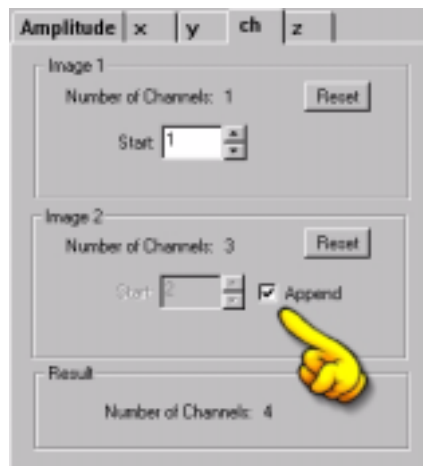 Amplitude x y ch z
Image 1
Number of Channels: 1 Reset
Start: 1
Image 2
Number of Channels: 3 Reset
Start: 2 Append
Result
Number of Channels: 4